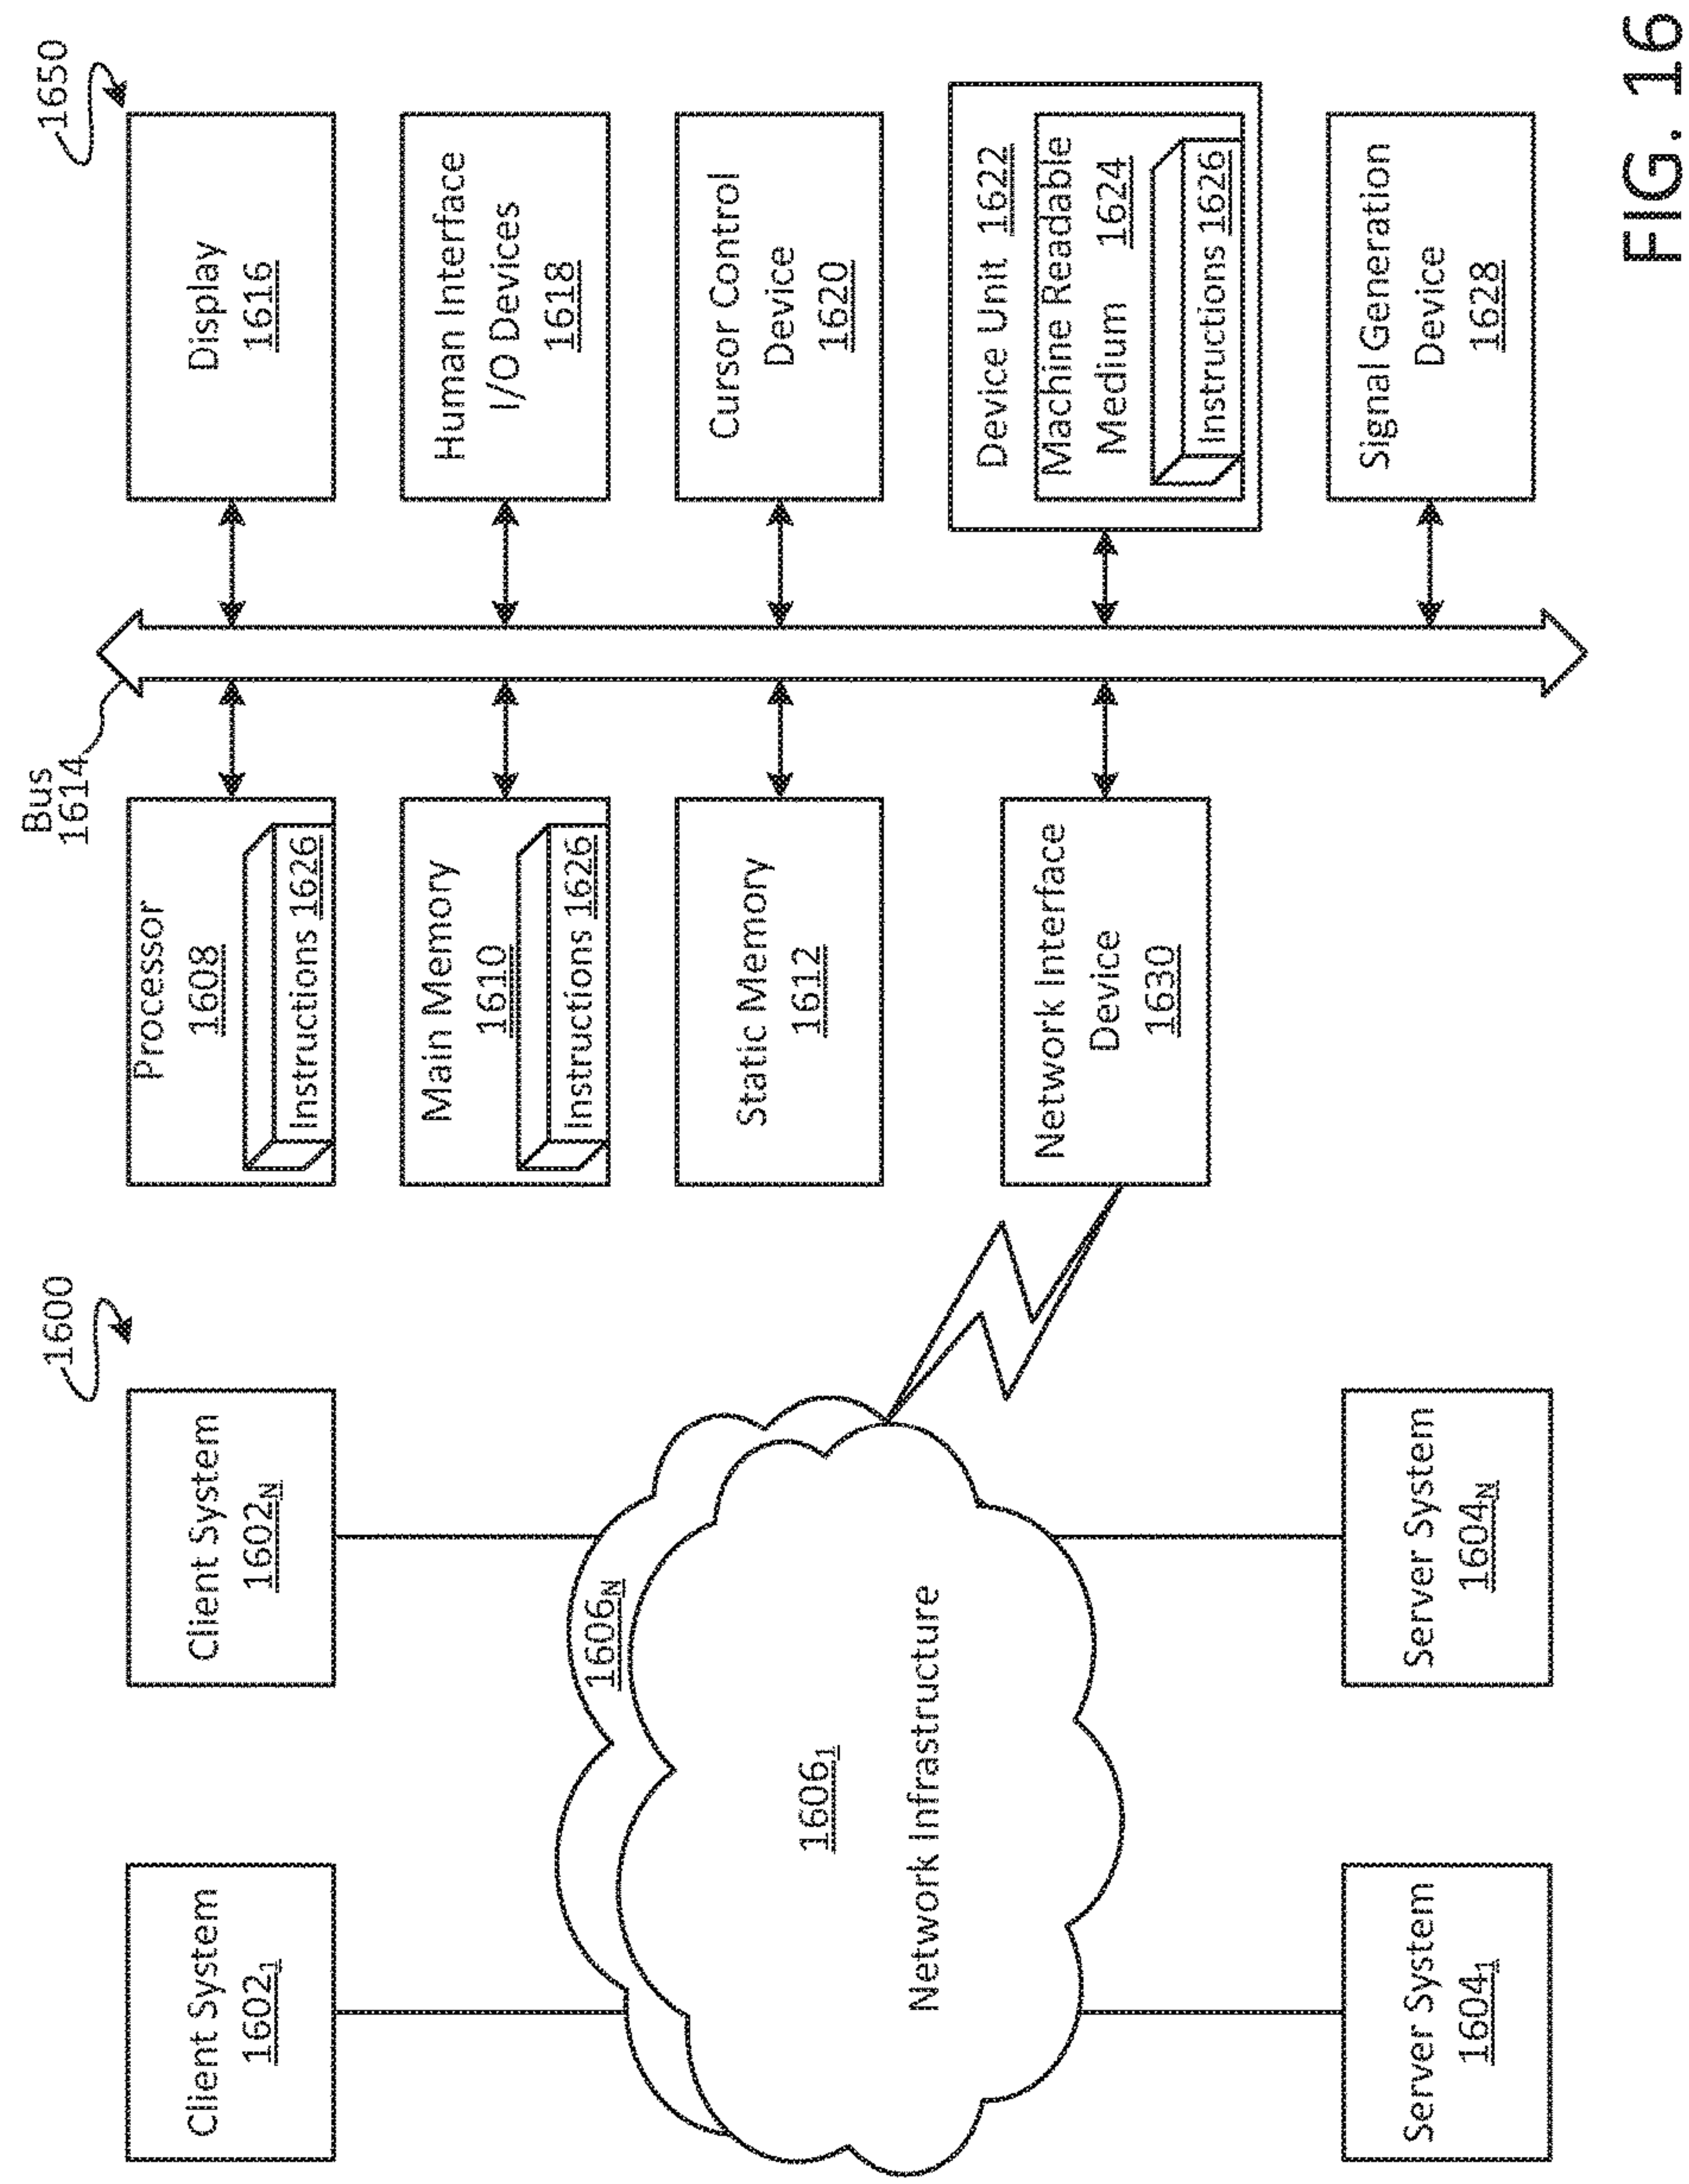 1600
Client System
1602₁
Client System
1602N
1606N
1606₁
Network Infrastructure
Server System
1604₁
Server System
1604N
Bus
1614
1650
Processor
1608
Instructions 1626
Main Memory
1610
Instructions 1626
Static Memory
1612
Network Interface
Device
1630
Display
1616
Human Interface
I/O Devices
1618
Cursor Control
Device
1620
Device Unit 1622
Machine Readable
Medium 1624
Instructions 1626
Signal Generation
Device
1628
FIG. 16